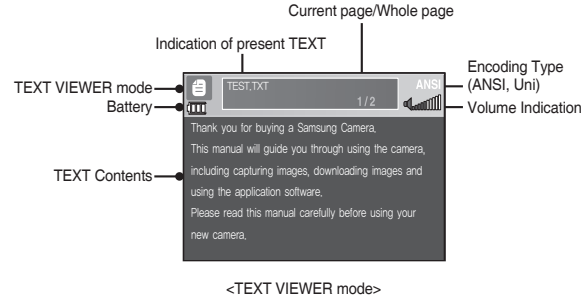 Current page/Whole page
Indication of present TEXT
TEXT VIEWER mode
Battery
TEST.TXT
1 / 2
ANSI
Encoding Type
(ANSI, Uni)
Volume Indication
TEXT Contents
Thank you for buying a Samsung Camera.
This manual will guide you through using the camera,
including capturing images, downloading images and
using the application software.
Please read this manual carefully before using your
new camera.
<TEXT VIEWER mode>